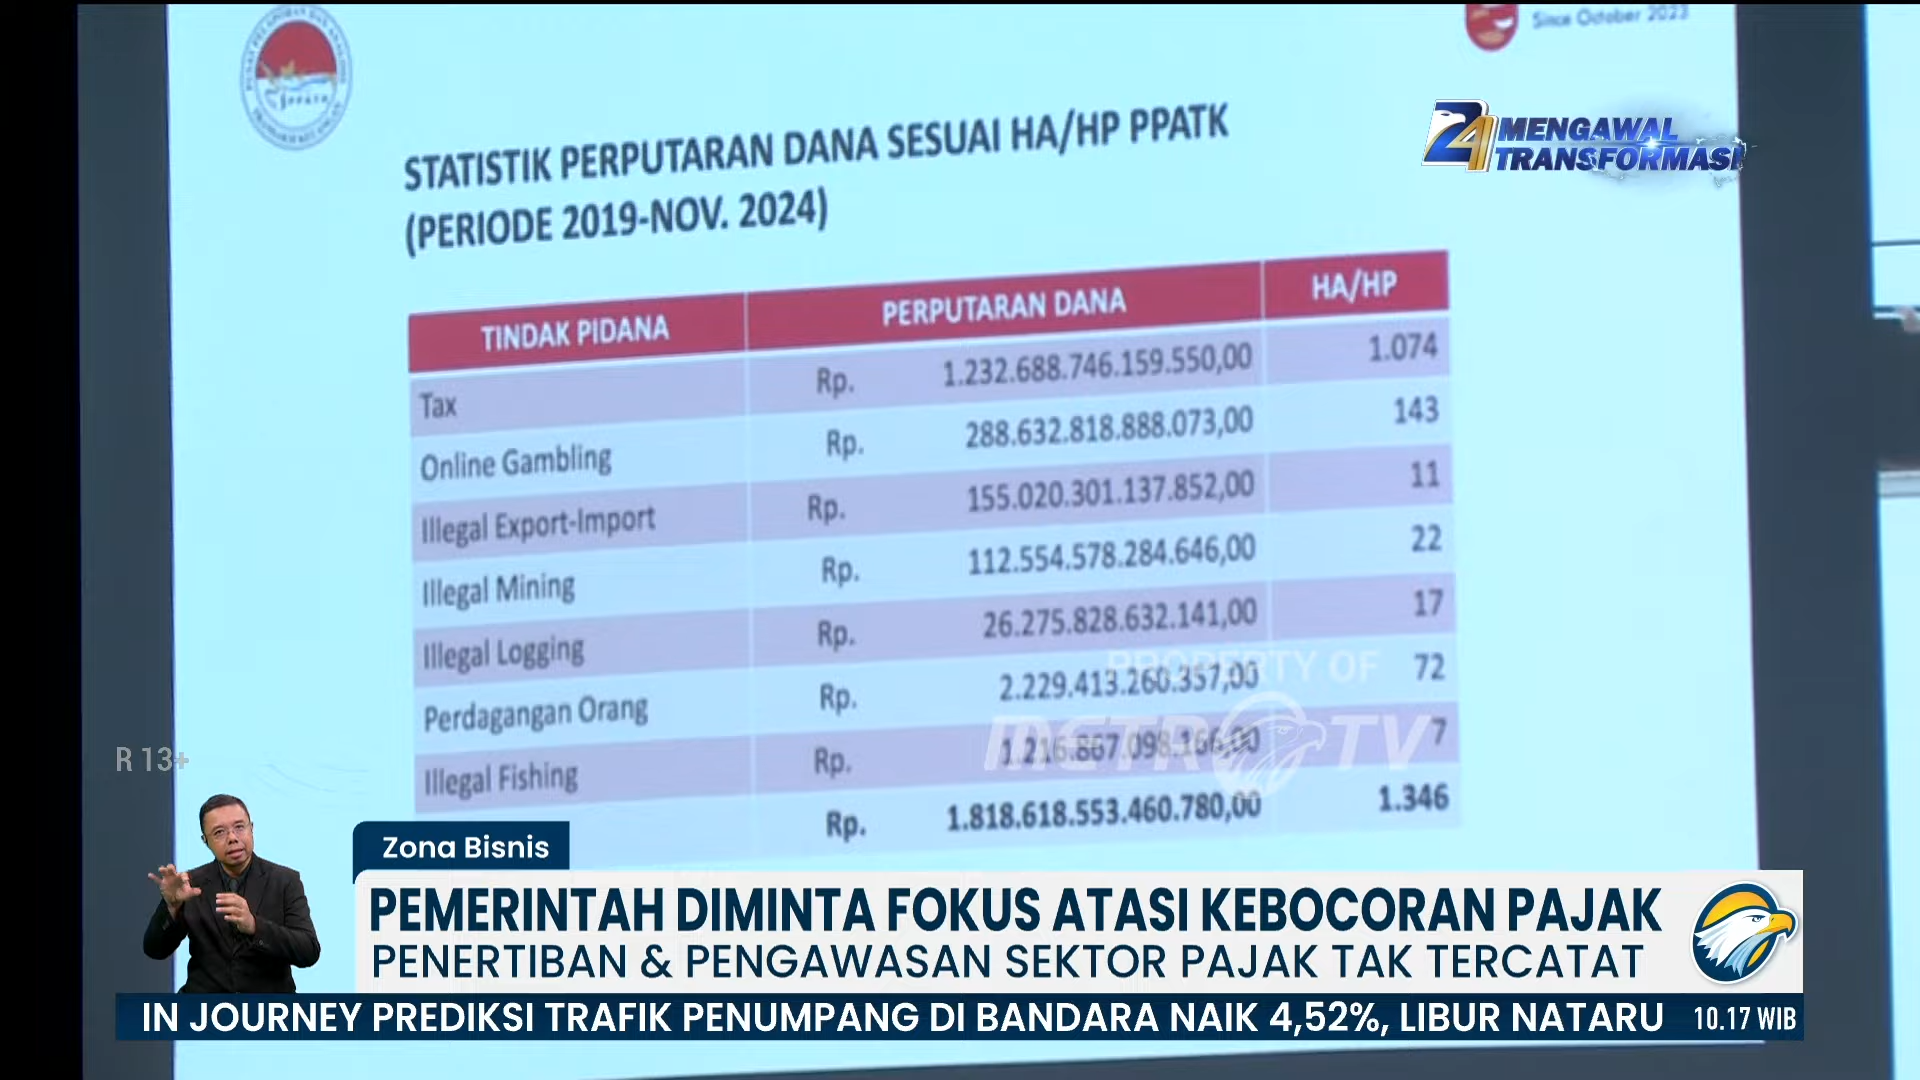 Since October 2023
PPATK
24 MENGAWAL
TRANSFORMASI
STATISTIK PERPUTARAN DANA SESUAI HA/HP PPATK
(PERIODE 2019-NOV. 2024)
TINDAK PIDANA PERPUTARAN DANA HA/HP
Tax Rp. 1.232.688.746.159.550,00 1.074
Online Gambling Rp. 288.632.818.888.073,00 143
Illegal Export-Import Rp. 155.020.301.137.852,00 11
Illegal Mining Rp. 112.554.578.284.646,00 22
Illegal Logging Rp. 26.275.828.632.141,00 17
Perdagangan Orang Rp. 2.229.413.260.357,00 72
Illegal Fishing Rp. 1.216.867.098.166,00 7
Rp. 1.818.618.553.460.780,00 1.346
PROPERTY OF
METRO TV
R 13+
Zona Bisnis
PEMERINTAH DIMINTA FOKUS ATASI KEBOCORAN PAJAK
PENERTIBAN & PENGAWASAN SEKTOR PAJAK TAK TERCATAT
IN JOURNEY PREDIKSI TRAFIK PENUMPANG DI BANDARA NAIK 4,52%, LIBUR NATARU 10.17 WIB